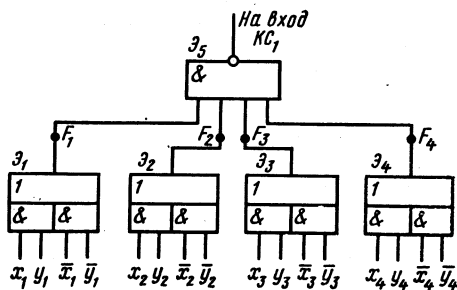 На вход
КС₁
Э₅
&
F₁ F₂ F₃ F₄
Э₁ Э₂ Э₃ Э₄
1 1 1 1
& & & & & & & &
x₁ y₁ x̄₁ ȳ₁ x₂ y₂ x̄₂ ȳ₂ x₃ y₃ x̄₃ ȳ₃ x₄ y₄ x̄₄ ȳ₄